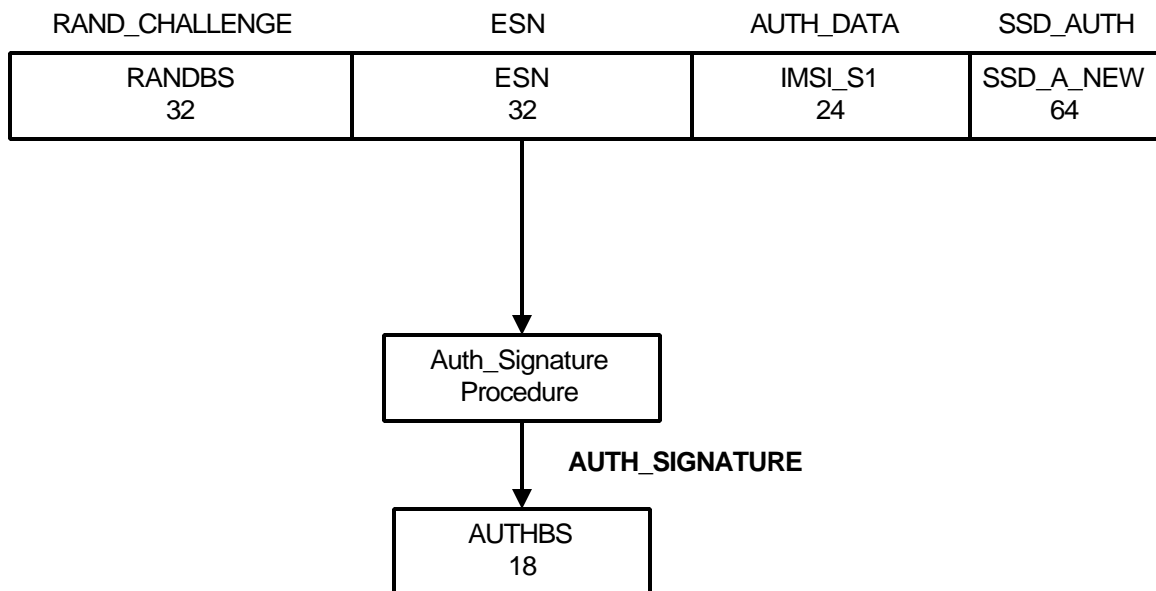 RAND_CHALLENGE ESN AUTH_DATA SSD_AUTH
RANDBS ESN IMSI_S1 SSD_A_NEW
32 32 24 64
Auth_Signature
Procedure
AUTH_SIGNATURE
AUTHBS
18